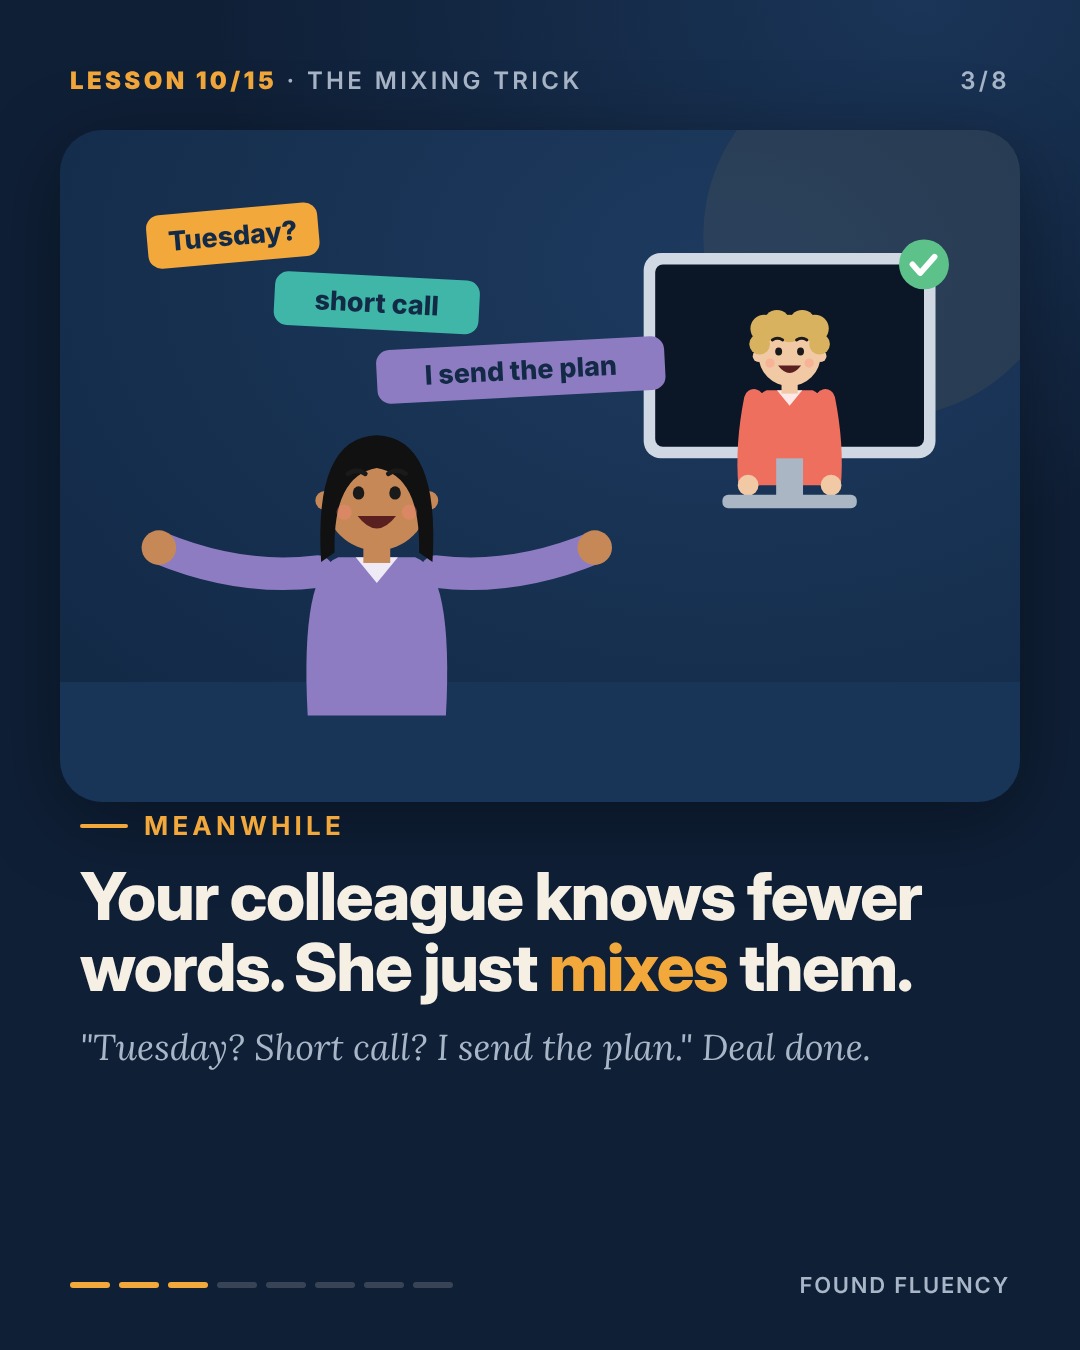 LESSON 10/15 · THE MIXING TRICK
3/8
Tuesday?
short call
I send the plan
MEANWHILE
Your colleague knows fewer
words. She just mixes them.
"Tuesday? Short call? I send the plan." Deal done.
FOUND FLUENCY